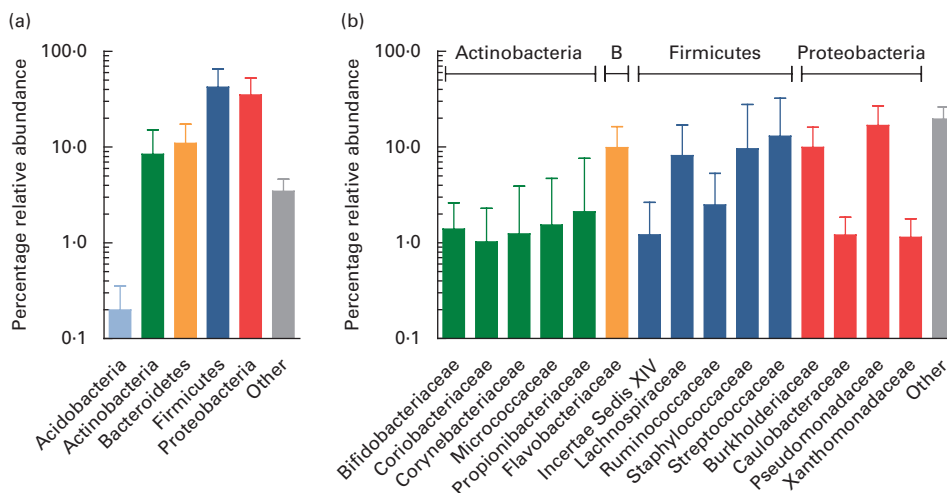 (a)
Percentage relative abundance
100·0
10·0
1·0
0·1
Acidobacteria
Actinobacteria
Bacteroidetes
Firmicutes
Proteobacteria
Other
(b)
Percentage relative abundance
100·0
10·0
1·0
0·1
Actinobacteria
B
Firmicutes
Proteobacteria
Bifidobacteriaceae
Coriobacteriaceae
Corynebacteriaceae
Micrococcaceae
Propionibacteriaceae
Flavobacteriaceae
Incertae Sedis XIV
Lachnospiraceae
Ruminococcaceae
Staphylococcaceae
Streptococcaceae
Burkholderiaceae
Caulobacteraceae
Pseudomonadaceae
Xanthomonadaceae
Other